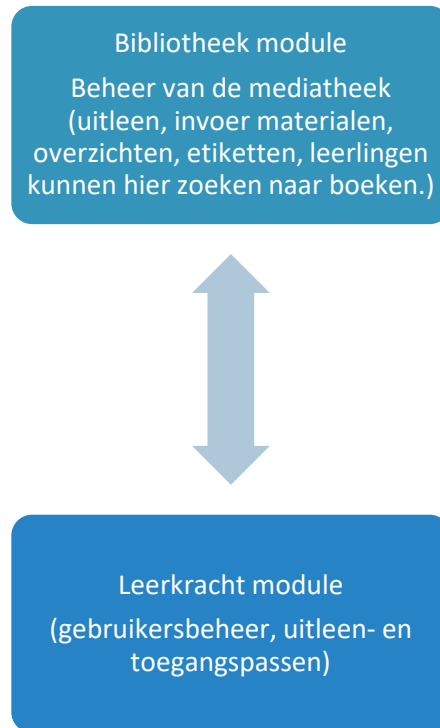 Bibliotheek module
Beheer van de mediatheek
(uitleen, invoer materialen,
overzichten, etiketten, leerlingen
kunnen hier zoeken naar boeken.)
Leerkracht module
(gebruikersbeheer, uitleen- en
toegangspassen)